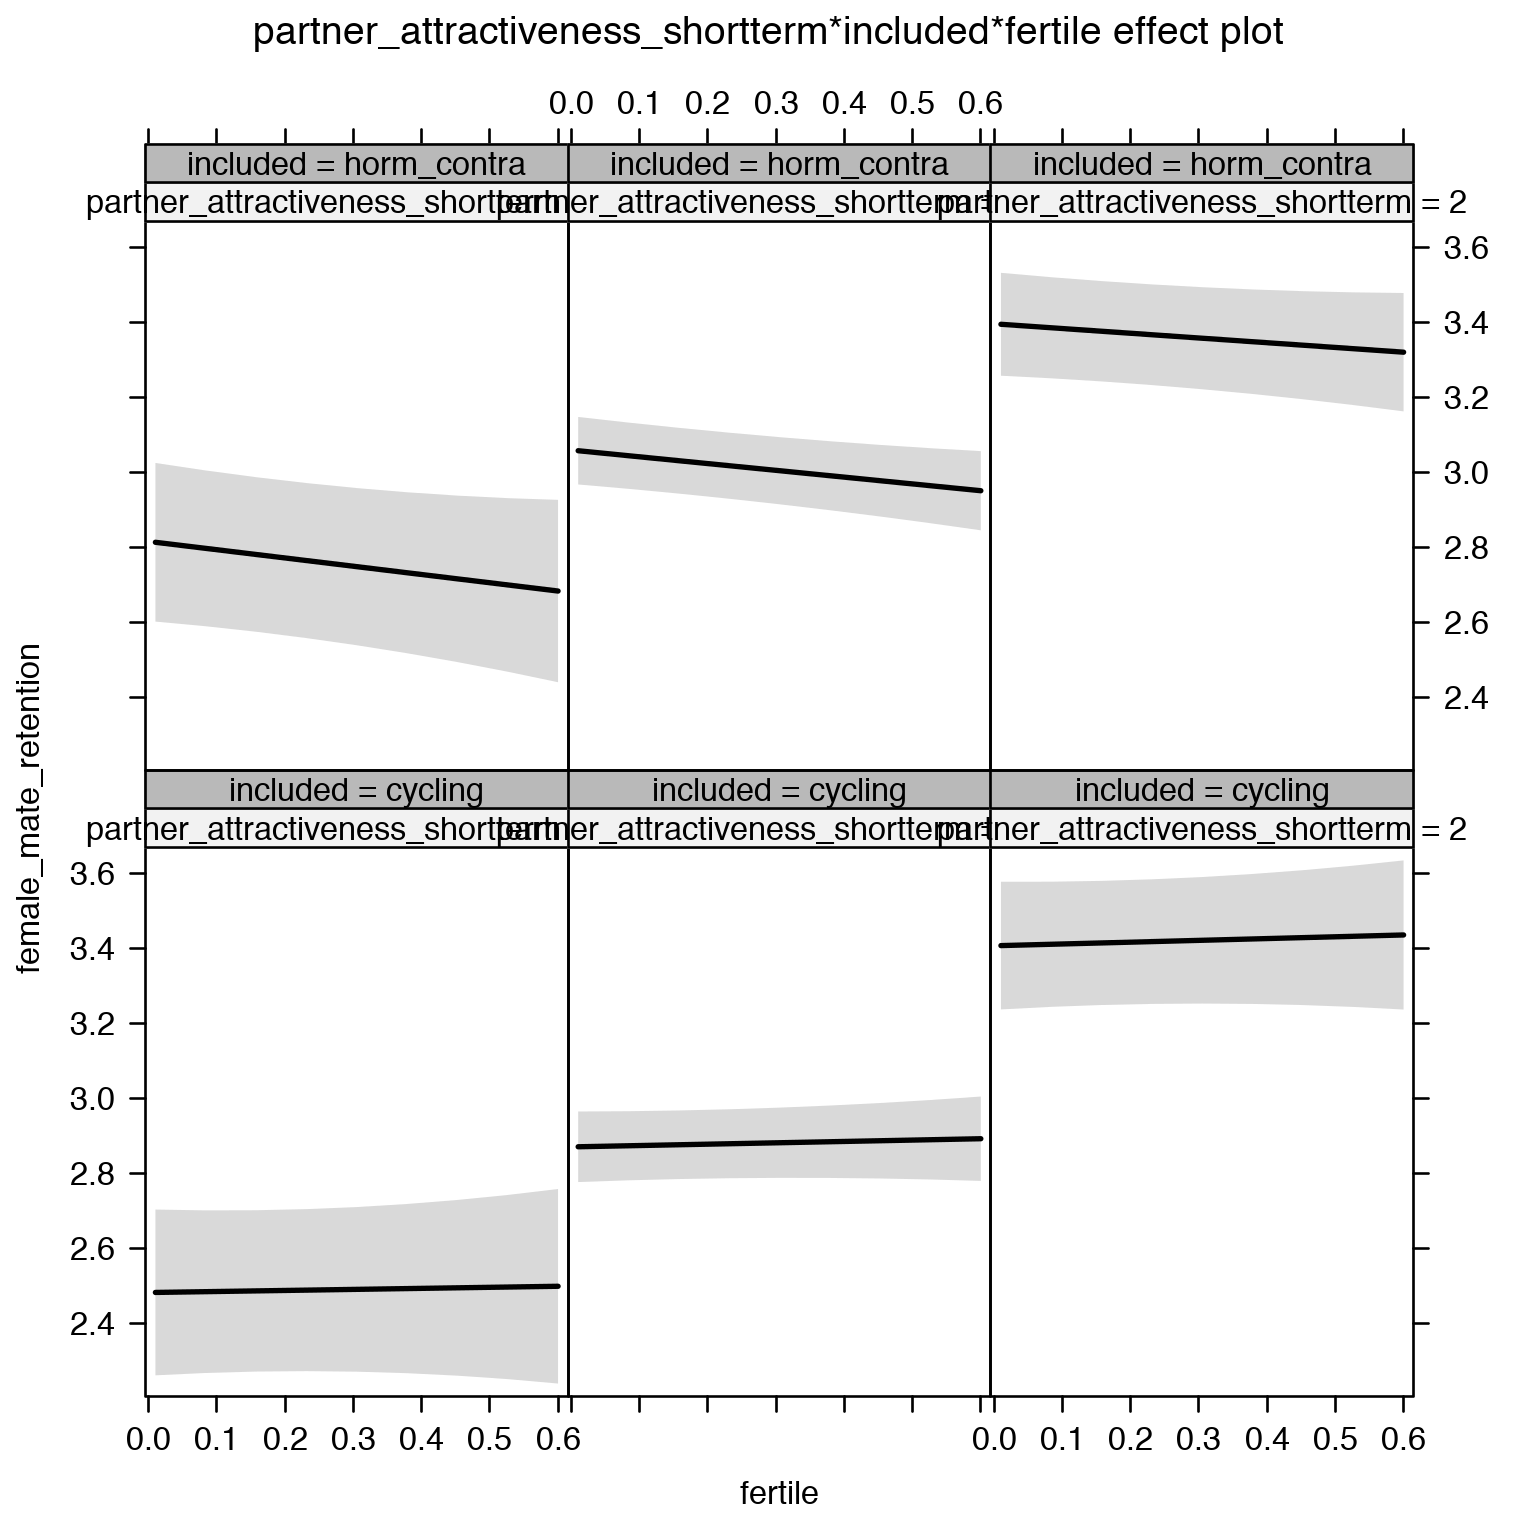 partner_attractiveness_shortterm*included*fertile effect plot
0.0 0.1 0.2 0.3 0.4 0.5 0.6
included = horm_contra included = horm_contra included = horm_contra
partner_attractiveness_shortterm partner_attractiveness_shortterm = partner_attractiveness_shortterm = 2
3.6
3.4
3.2
3.0
2.8
2.6
2.4
female_mate_retention
included = cycling included = cycling included = cycling
partner_attractiveness_shortterm partner_attractiveness_shortterm = partner_attractiveness_shortterm = 2
3.6
3.4
3.2
3.0
2.8
2.6
2.4
0.0 0.1 0.2 0.3 0.4 0.5 0.6 0.0 0.1 0.2 0.3 0.4 0.5 0.6
fertile